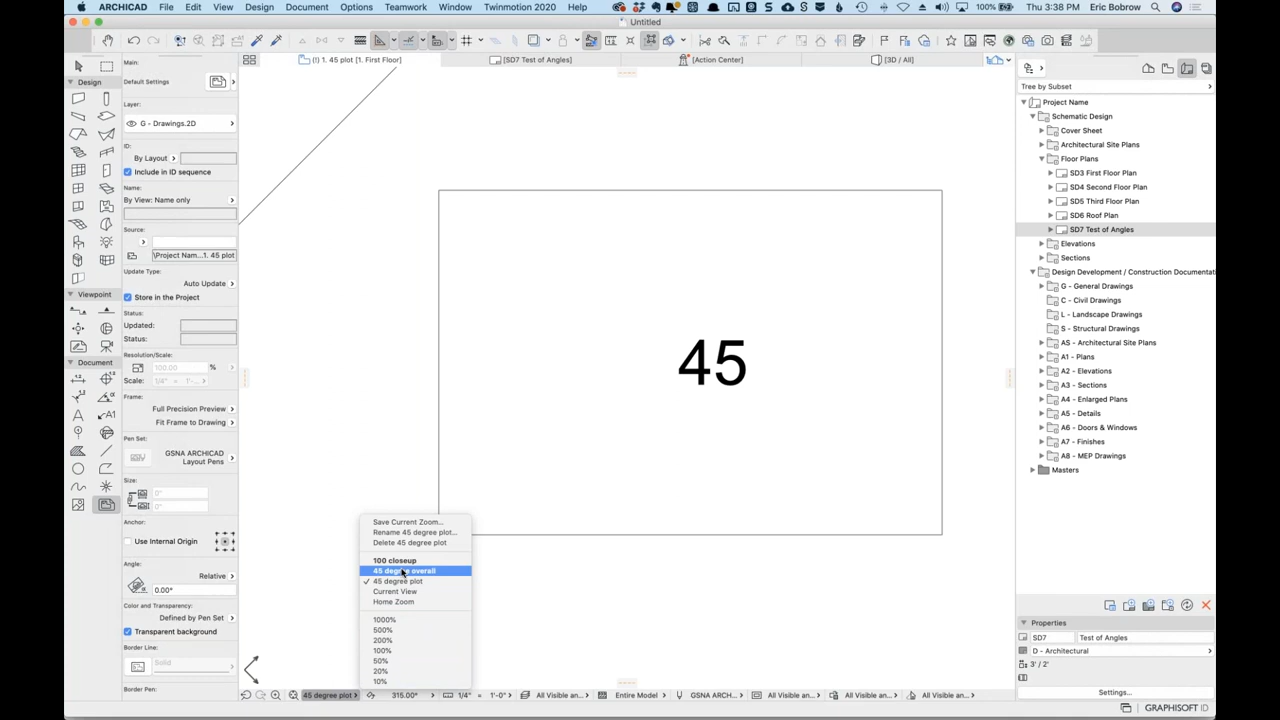 ARCHICAD File Edit View Design Document Options Teamwork Window Twinmotion 2020 Help 100% Thu 3:38 PM Eric Bobrow
Untitled
(!) 1. 45 plot [1. First Floor] [SD7 Test of Angles] [Action Center] [3D / All]
Main:
Default Settings
Layer:
G - Drawings.2D
ID:
By Layout
Include in ID sequence
Name:
By View: Name only
Source:
\Project Nam...1. 45 plot
Update Type:
Auto Update
Store in the Project
Status:
Updated:
Status:
Resolution/Scale:
100.00 %
Scale: 1/4" = 1'-...
Frame:
Full Precision Preview
Fit Frame to Drawing
Pen Set:
GSNA ARCHICAD
Layout Pens
Size:
0"
0"
Anchor:
Use Internal Origin
Angle:
Relative
0.00°
Color and Transparency:
Defined by Pen Set
Transparent background
Border Line:
Solid
Border Pen:
Design
Viewpoint
Document
A
A1
45
Save Current Zoom...
Rename 45 degree plot...
Delete 45 degree plot
100 closeup
45 degree overall
45 degree plot
Current View
Home Zoom
1000%
500%
200%
100%
50%
20%
10%
45 degree plot 315.00° 1/4" = 1'-0" All Visible an... Entire Model GSNA ARCH... All Visible an... All Visible an... All Visible an...
Tree by Subset
Project Name
Schematic Design
Cover Sheet
Architectural Site Plans
Floor Plans
SD3 First Floor Plan
SD4 Second Floor Plan
SD5 Third Floor Plan
SD6 Roof Plan
SD7 Test of Angles
Elevations
Sections
Design Development / Construction Documentat
G - General Drawings
C - Civil Drawings
L - Landscape Drawings
S - Structural Drawings
AS - Architectural Site Plans
A1 - Plans
A2 - Elevations
A3 - Sections
A4 - Enlarged Plans
A5 - Details
A6 - Doors & Windows
A7 - Finishes
A8 - MEP Drawings
Masters
Properties
SD7 Test of Angles
D - Architectural
3' / 2'
Settings...
GRAPHISOFT ID